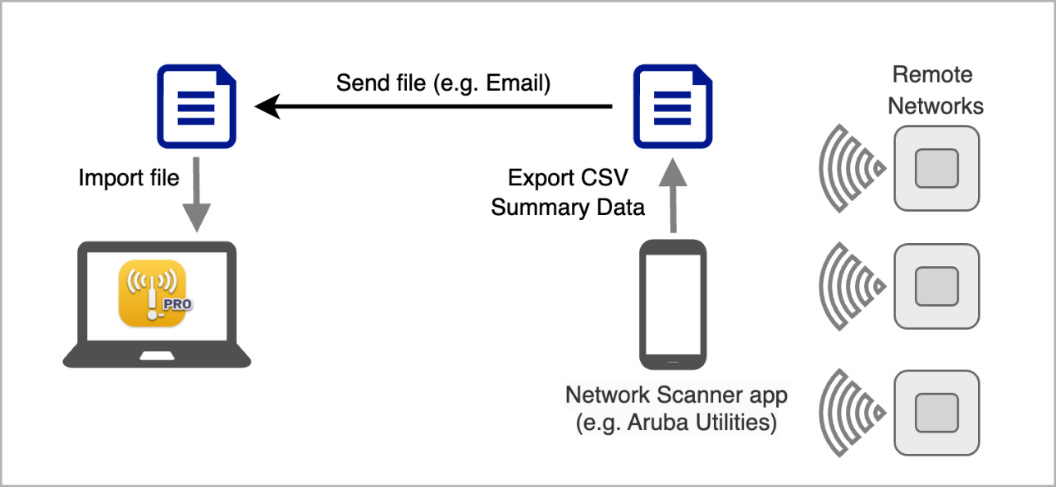 Send file (e.g. Email)
Remote
Networks
Import file
Export CSV
Summary Data
PRO
Network Scanner app
(e.g. Aruba Utilities)